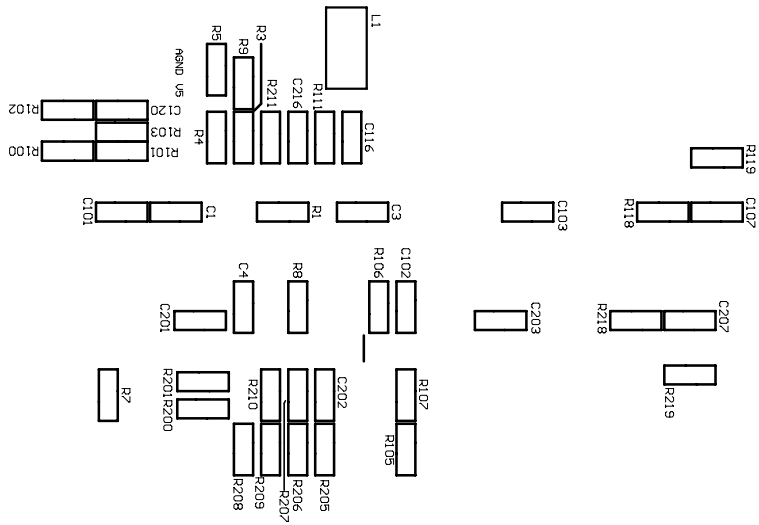 L1
R5
R9
R3
AGND V5
R211
C216
R111
C116
R4
R102
C120
R103
R100
R101
R119
C101
C1
R1
C3
C103
R118
C107
C4
R8
R106
C102
C201
C203
R218
C207
R7
R201
R200
R210
C202
R107
R219
R208
R209
R207
R206
R205
R105